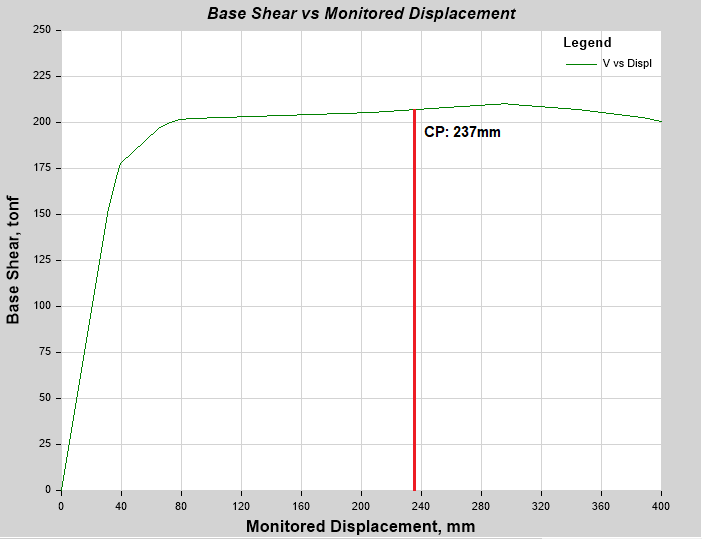 Base Shear vs Monitored Displacement
Legend
V vs Displ
250
225
200
175
150
125
100
75
50
25
0
Base Shear, tonf
CP: 237mm
0 40 80 120 160 200 240 280 320 360 400
Monitored Displacement, mm